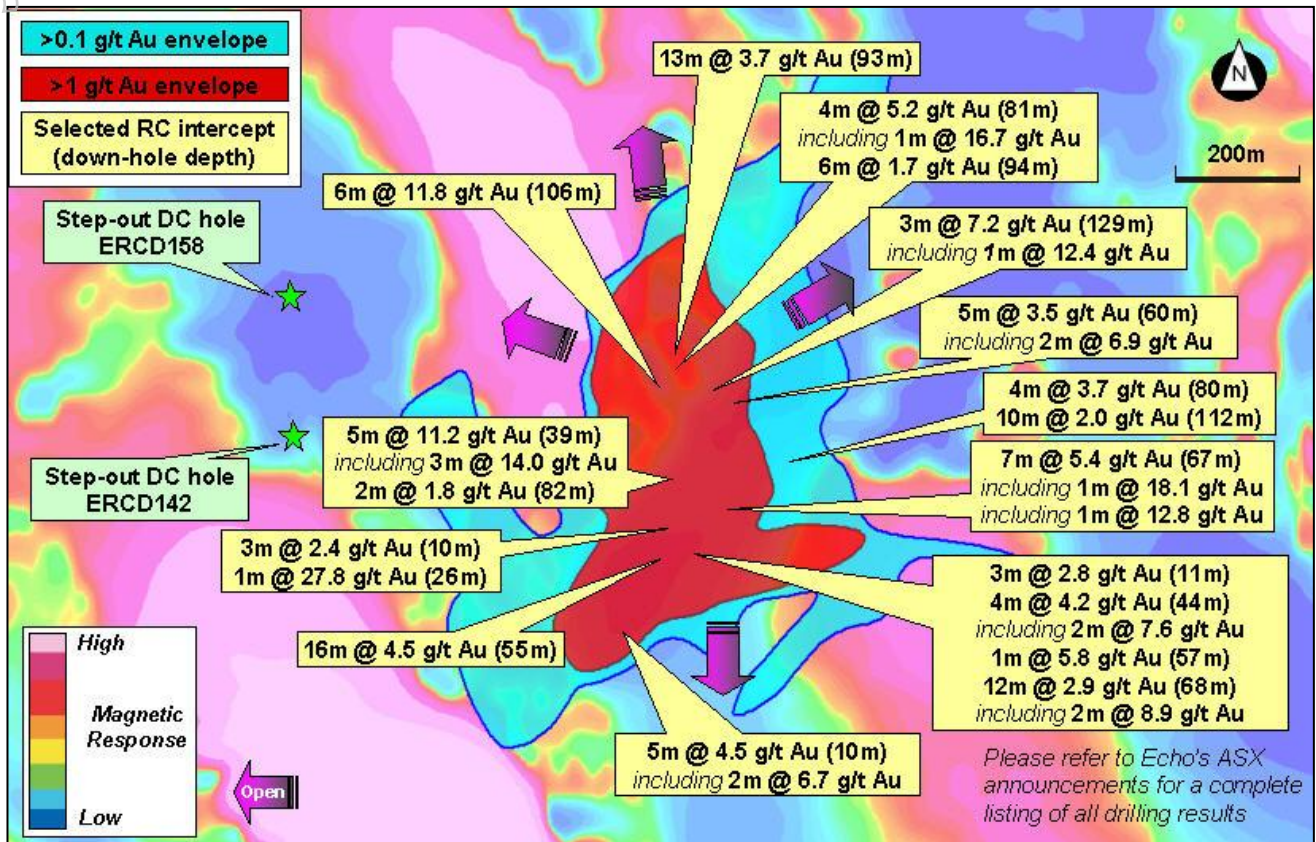 >0.1 g/t Au envelope
>1 g/t Au envelope
Selected RC intercept
(down-hole depth)
13m @ 3.7 g/t Au (93m)
N
200m
4m @ 5.2 g/t Au (81m)
including 1m @ 16.7 g/t Au
6m @ 1.7 g/t Au (94m)
6m @ 11.8 g/t Au (106m)
Step-out DC hole
ERCD158
3m @ 7.2 g/t Au (129m)
including 1m @ 12.4 g/t Au
5m @ 3.5 g/t Au (60m)
including 2m @ 6.9 g/t Au
4m @ 3.7 g/t Au (80m)
10m @ 2.0 g/t Au (112m)
5m @ 11.2 g/t Au (39m)
including 3m @ 14.0 g/t Au
2m @ 1.8 g/t Au (82m)
Step-out DC hole
ERCD142
7m @ 5.4 g/t Au (67m)
including 1m @ 18.1 g/t Au
including 1m @ 12.8 g/t Au
3m @ 2.4 g/t Au (10m)
1m @ 27.8 g/t Au (26m)
3m @ 2.8 g/t Au (11m)
4m @ 4.2 g/t Au (44m)
including 2m @ 7.6 g/t Au
1m @ 5.8 g/t Au (57m)
12m @ 2.9 g/t Au (68m)
including 2m @ 8.9 g/t Au
16m @ 4.5 g/t Au (55m)
High
Magnetic
Response
Low
Open
5m @ 4.5 g/t Au (10m)
including 2m @ 6.7 g/t Au
Please refer to Echo's ASX
announcements for a complete
listing of all drilling results